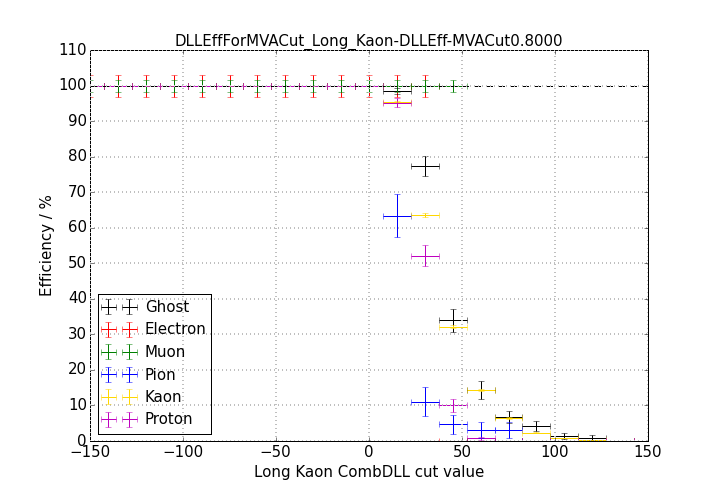 DLLEffForMVACut_Long_Kaon-DLLEff-MVACut0.8000
110
100
90
80
70
60
50
40
30
20
10
0
Efficiency / %
Ghost
Electron
Muon
Pion
Kaon
Proton
−150 −100 −50 0 50 100 150
Long Kaon CombDLL cut value